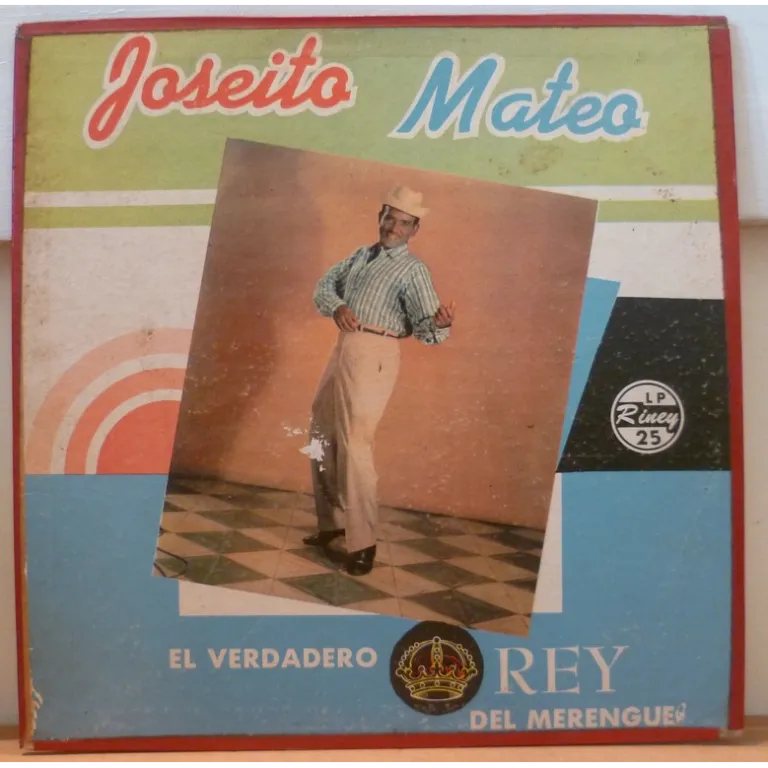 Joseito Mateo
LP
Riney
25
EL VERDADERO REY
DEL MERENGUE